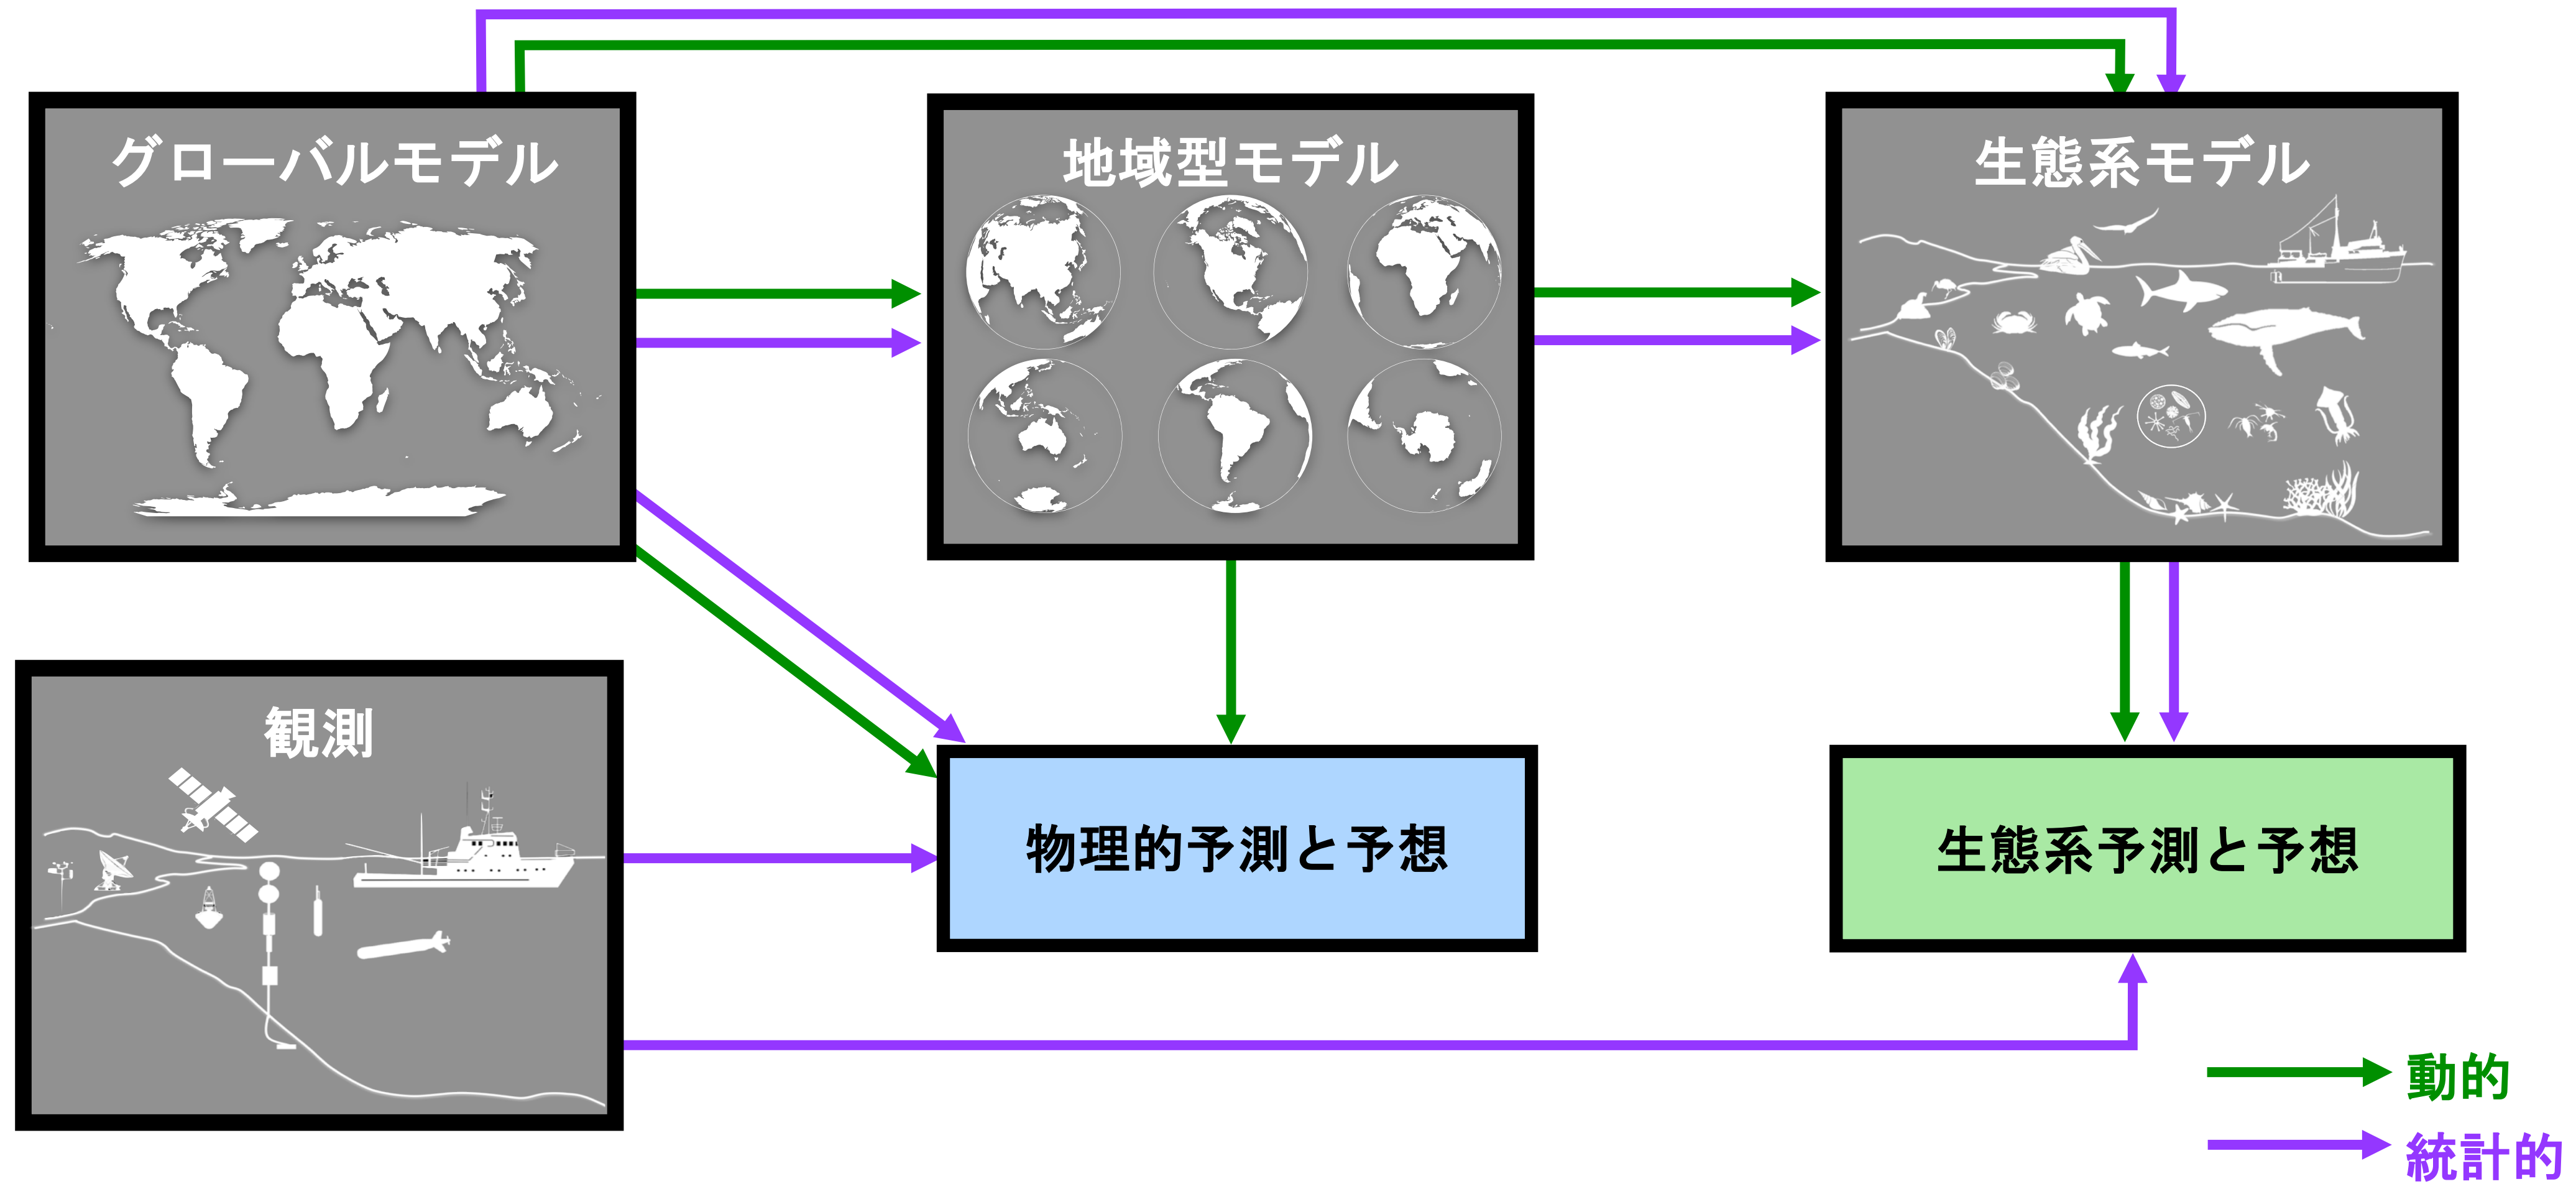 グローバルモデル
地域型モデル
生態系モデル
観測
物理的予測と予想
生態系予測と予想
動的
統計的